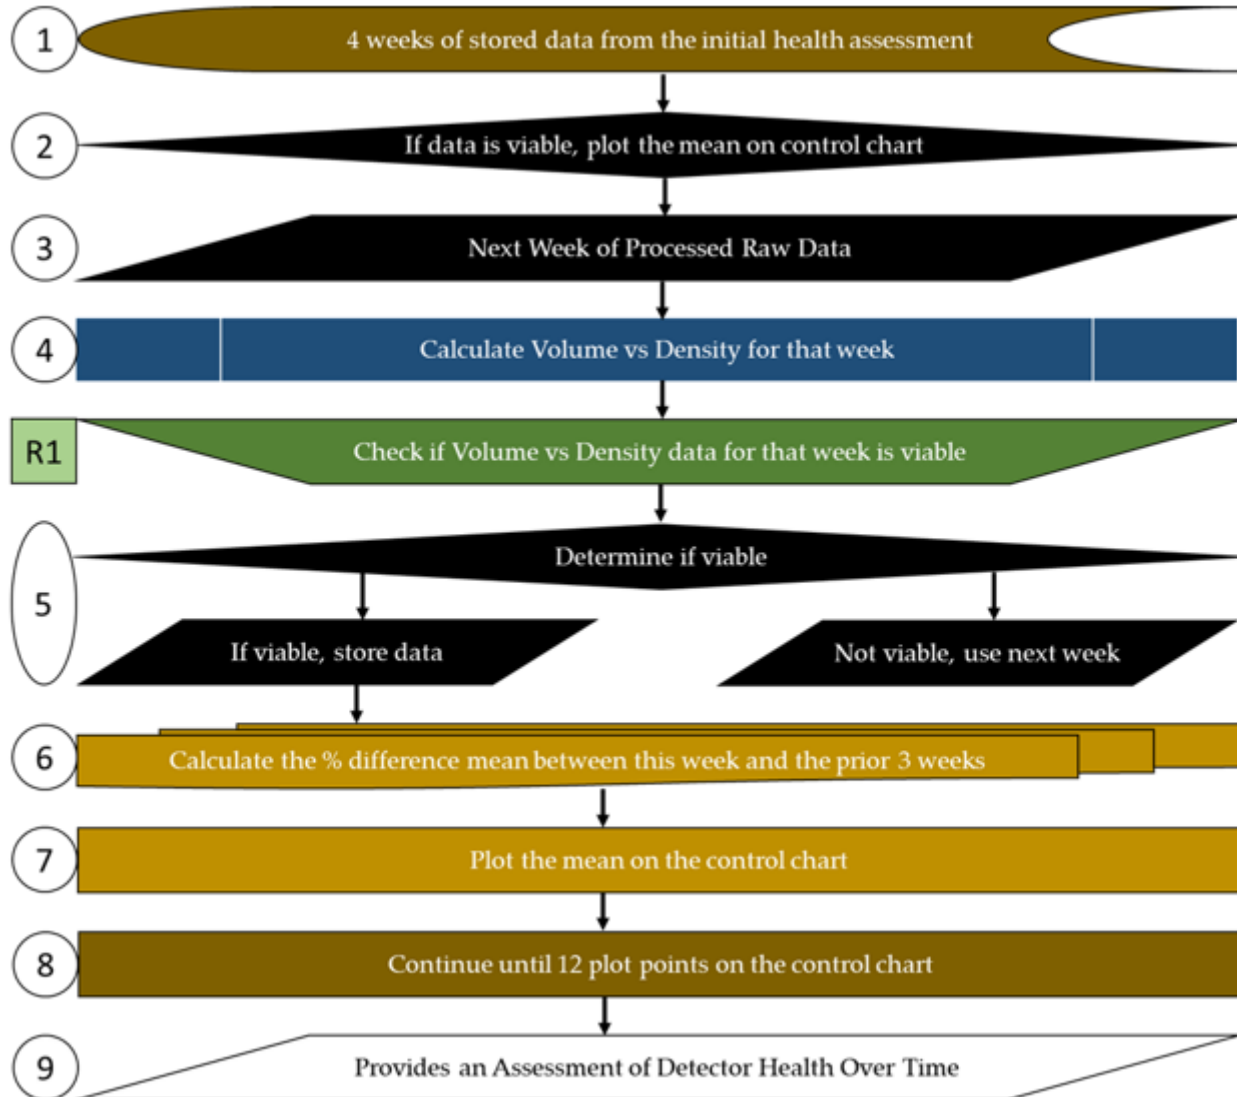 1
4 weeks of stored data from the initial health assessment
2
If data is viable, plot the mean on control chart
3
Next Week of Processed Raw Data
4
Calculate Volume vs Density for that week
R1
Check if Volume vs Density data for that week is viable
5
Determine if viable
If viable, store data
Not viable, use next week
6
Calculate the % difference mean between this week and the prior 3 weeks
7
Plot the mean on the control chart
8
Continue until 12 plot points on the control chart
9
Provides an Assessment of Detector Health Over Time